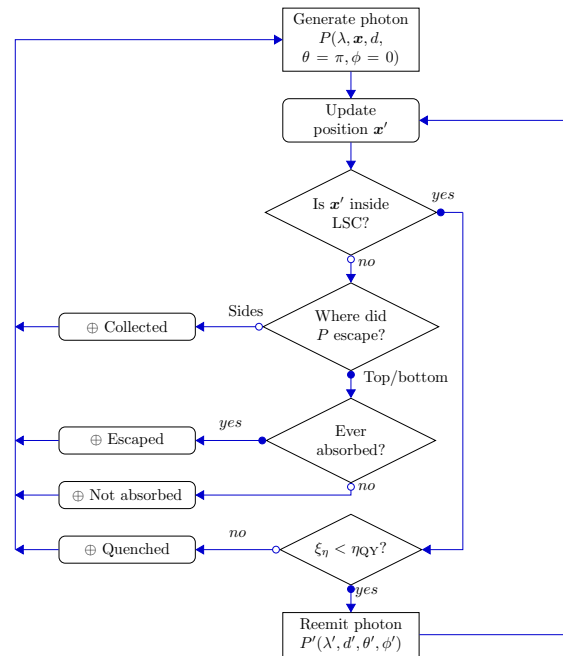 Generate photon
P(λ, x, d,
θ = π, ϕ = 0)
Update
position x′
Is x′ inside
LSC?
yes
no
Where did
P escape?
Sides
⊕ Collected
Top/bottom
Ever
absorbed?
yes
⊕ Escaped
no
⊕ Not absorbed
ξη < ηQY?
no
⊕ Quenched
yes
Reemit photon
P′(λ′, d′, θ′, ϕ′)